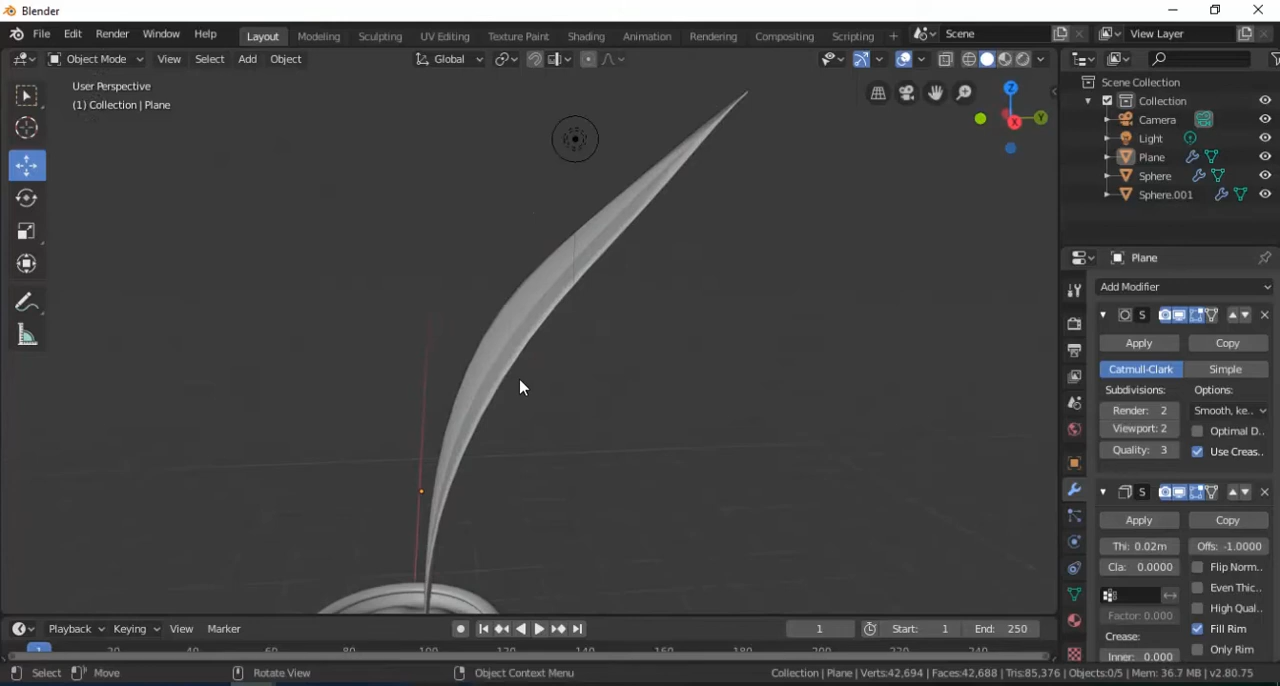 Blender
File Edit Render Window Help Layout Modeling Sculpting UV Editing Texture Paint Shading Animation Rendering Compositing Scripting + Scene View Layer
Object Mode View Select Add Object Global
User Perspective
(1) Collection | Plane
Z
X
Y
Scene Collection
Collection
Camera
Light
Plane
Sphere
Sphere.001
Plane
Add Modifier
S
Apply Copy
Catmull-Clark Simple
Subdivisions: Options:
Render: 2 Smooth, ke..
Viewport: 2 Optimal D..
Quality: 3 Use Creas..
S
Apply Copy
Thi: 0.02m Offs: -1.0000
Cla: 0.0000 Flip Norm..
Even Thic..
Factor: 0.000 High Qual..
Crease: Fill Rim
Inner: 0.000 Only Rim
Playback Keying View Marker 1 Start: 1 End: 250
1 20 80 100 120 140 160 180 200 220 240
Select Move Rotate View Object Context Menu Collection | Plane | Verts:42,694 | Faces:42,688 | Tris:85,376 | Objects:0/5 | Mem: 36.7 MB | v2.80.75